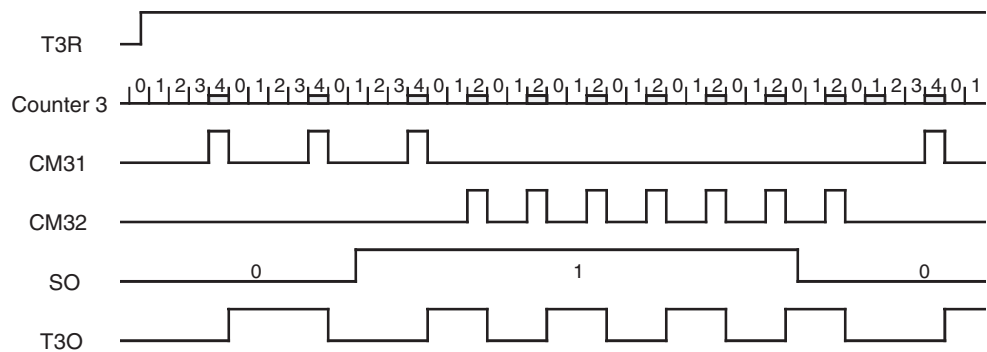 T3R
Counter 3 0 1 2 3 4 0 1 2 3 4 0 1 2 3 4 0 1 2 0 1 2 0 1 2 0 1 2 0 1 2 0 1 2 0 1 2 0 1 2 3 4 0 1
CM31
CM32
SO 0 1 0
T3O